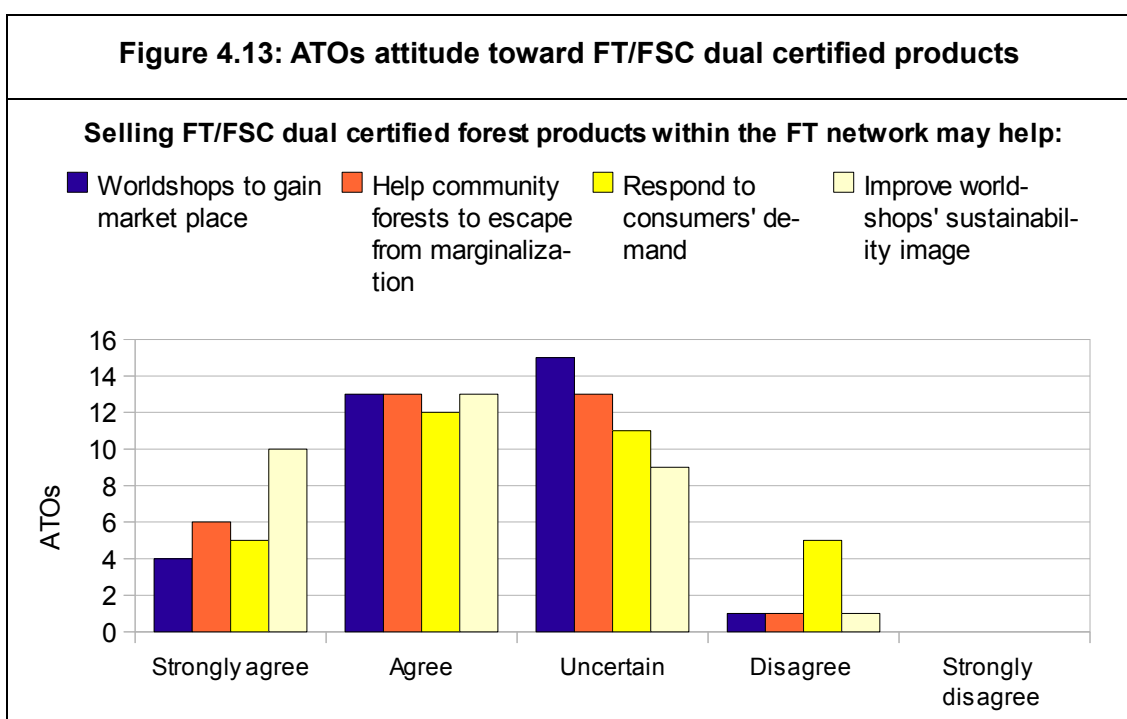 Figure 4.13: ATOs attitude toward FT/FSC dual certified products
Selling FT/FSC dual certified forest products within the FT network may help:
Worldshops to gain
market place
Help community
forests to escape
from marginaliza-
tion
Respond to
consumers' de-
mand
Improve world-
shops' sustainabil-
ity image
16
14
12
10
8
6
4
2
0
ATOs
Strongly agree
Agree
Uncertain
Disagree
Strongly
disagree